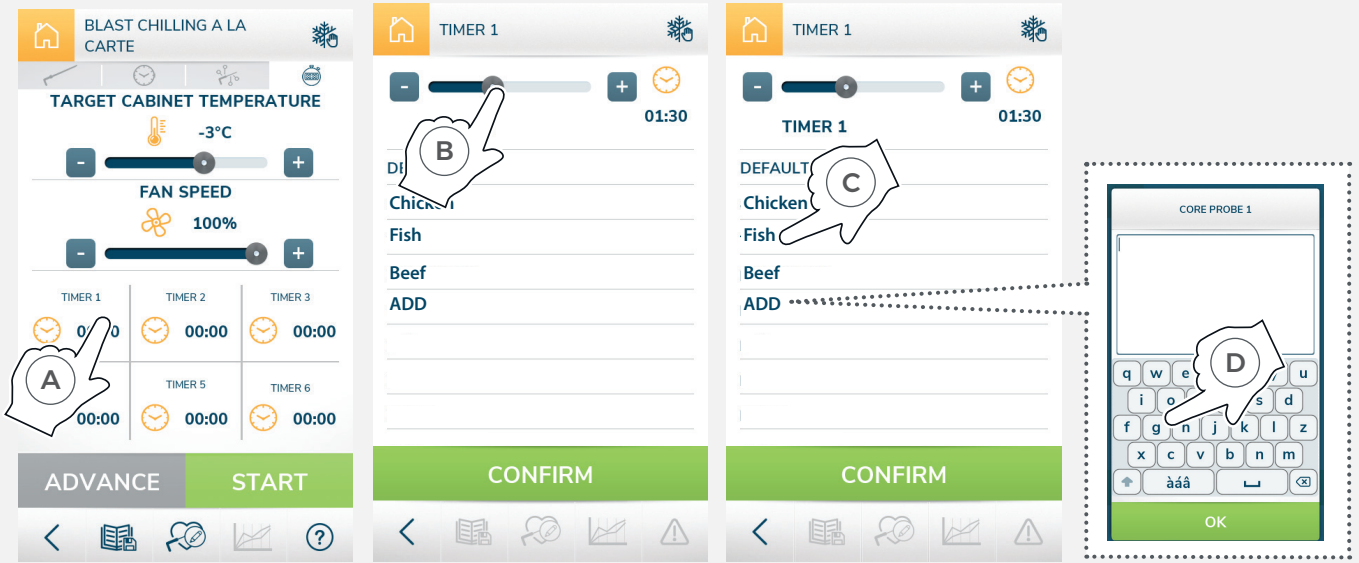 BLAST CHILLING A LA
CARTE
TARGET CABINET TEMPERATURE
-3°C
- +
FAN SPEED
100%
- +
TIMER 1 TIMER 2 TIMER 3
00:00 00:00
A
TIMER 5 TIMER 6
00:00 00:00 00:00
ADVANCE START
?
TIMER 1
- +
01:30
B
Fish
Beef
ADD
CONFIRM
TIMER 1
- +
01:30
TIMER 1
DEFAULT
C
Chicken
Fish
Beef
ADD
CONFIRM
CORE PROBE 1
D
q w e u
i o s d
f g h j k l z
x c v b n m
àáâ
OK